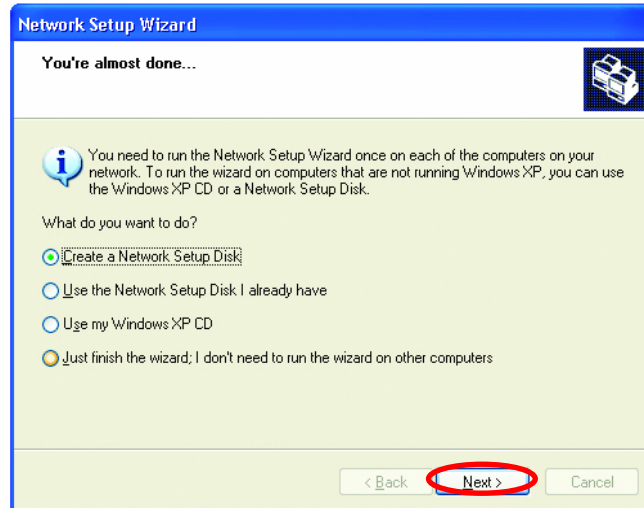 Network Setup Wizard
You're almost done...
You need to run the Network Setup Wizard once on each of the computers on your
network. To run the wizard on computers that are not running Windows XP, you can use
the Windows XP CD or a Network Setup Disk.
What do you want to do?
Create a Network Setup Disk
Use the Network Setup Disk I already have
Use my Windows XP CD
Just finish the wizard; I don't need to run the wizard on other computers
< Back Next > Cancel